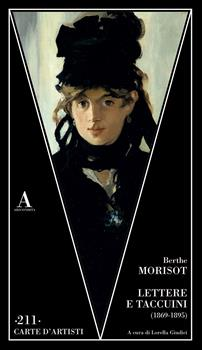 A
ABSCONDITA
Berthe
MORISOT
LETTERE
E TACCUINI
(1869-1895)
·211·
CARTE D'ARTISTI
A cura di Lorella Giudici